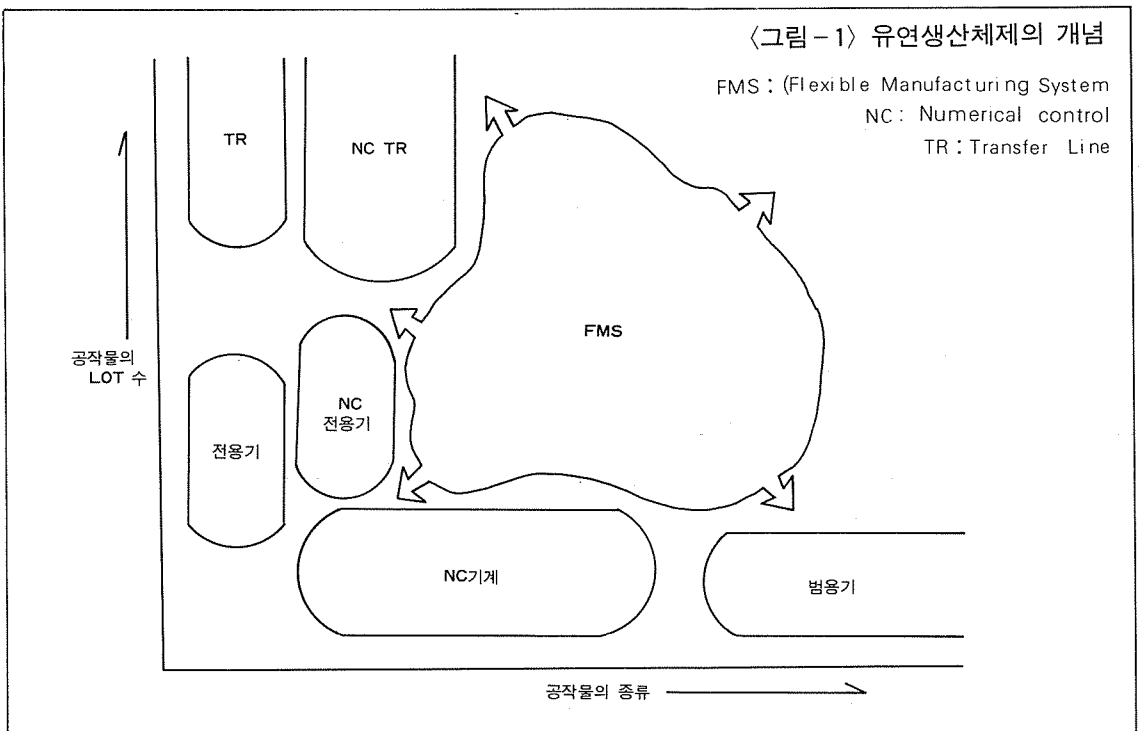 〈그림-1〉 유연생산체제의 개념
FMS : (Flexible Manufacturing System
NC : Numerical control
TR : Transfer Line
TR
NC TR
FMS
공작물의
LOT 수
NC
전용기
전용기
NC기계
범용기
공작물의 종류